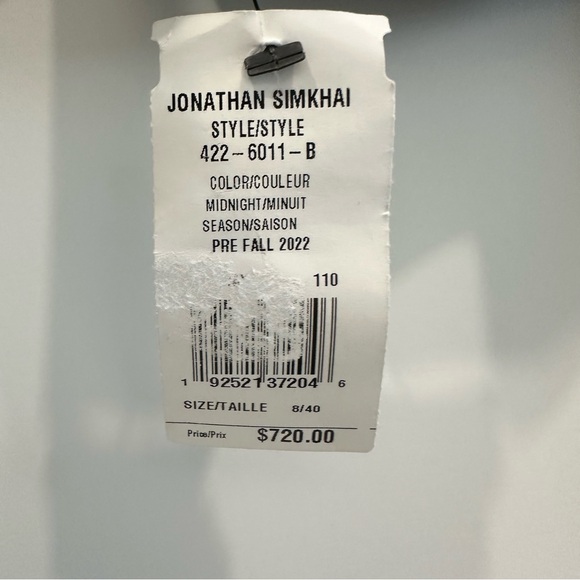 JONATHAN SIMKHAI
STYLE/STYLE
422-6011-B
COLOR/COULEUR
MIDNIGHT/MINUIT
SEASON/SAISON
PRE FALL 2022
110
1 92521 37204 6
SIZE/TAILLE 8/40
Price/Prix $720.00